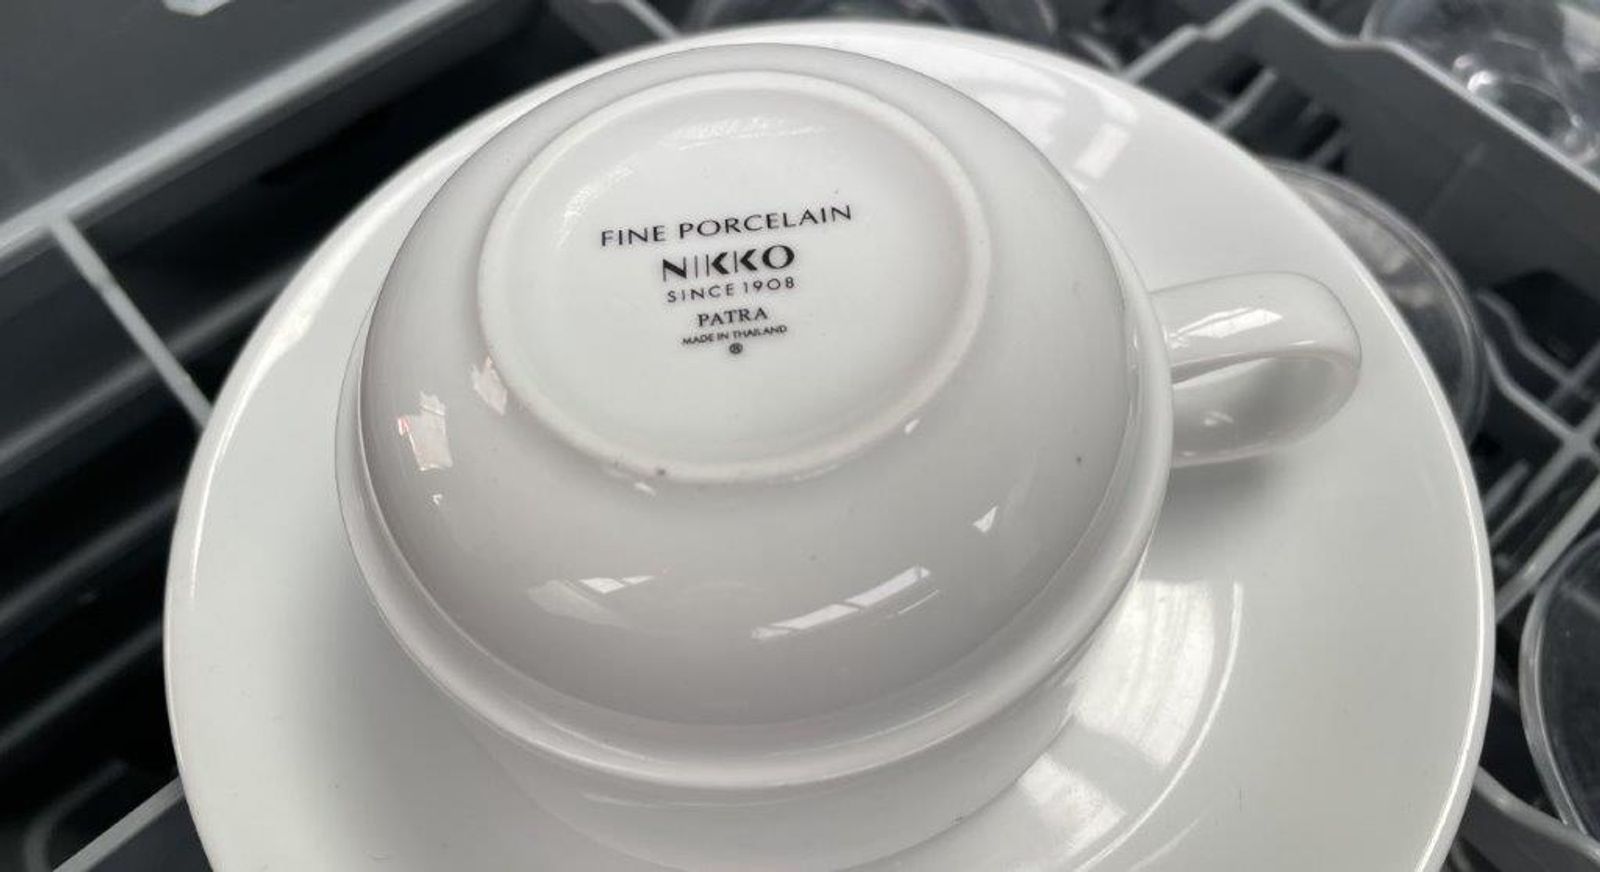 FINE PORCELAIN
NIKKO
SINCE 1908
PATRA
MADE IN THAILAND
®